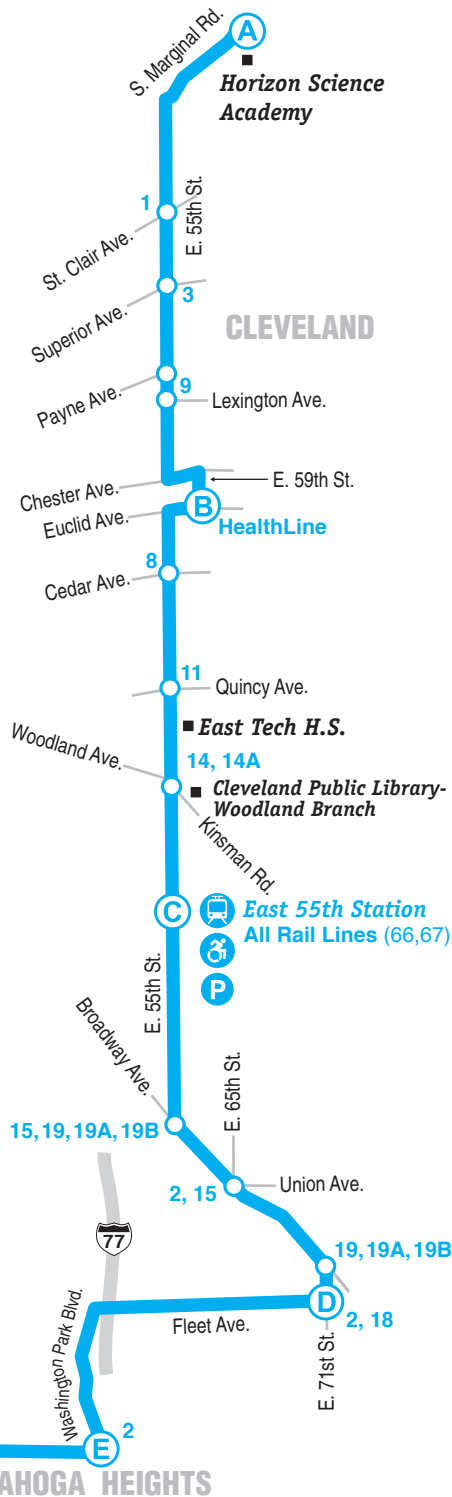 S. Marginal Rd.
A
Horizon Science
Academy
1
E. 55th St.
St. Clair Ave.
3
Superior Ave.
CLEVELAND
9
Payne Ave.
Lexington Ave.
Chester Ave.
E. 59th St.
Euclid Ave.
B
HealthLine
8
Cedar Ave.
11
Quincy Ave.
East Tech H.S.
Woodland Ave.
14, 14A
Cleveland Public Library-
Woodland Branch
Kinsman Rd.
C
East 55th Station
All Rail Lines (66,67)
P
E. 55th St.
Broadway Ave.
15, 19, 19A, 19B
E. 65th St.
2, 15
Union Ave.
77
19, 19A, 19B
D
2, 18
Fleet Ave.
E. 71st St.
Washington Park Blvd.
E
2
AHOGA HEIGHTS